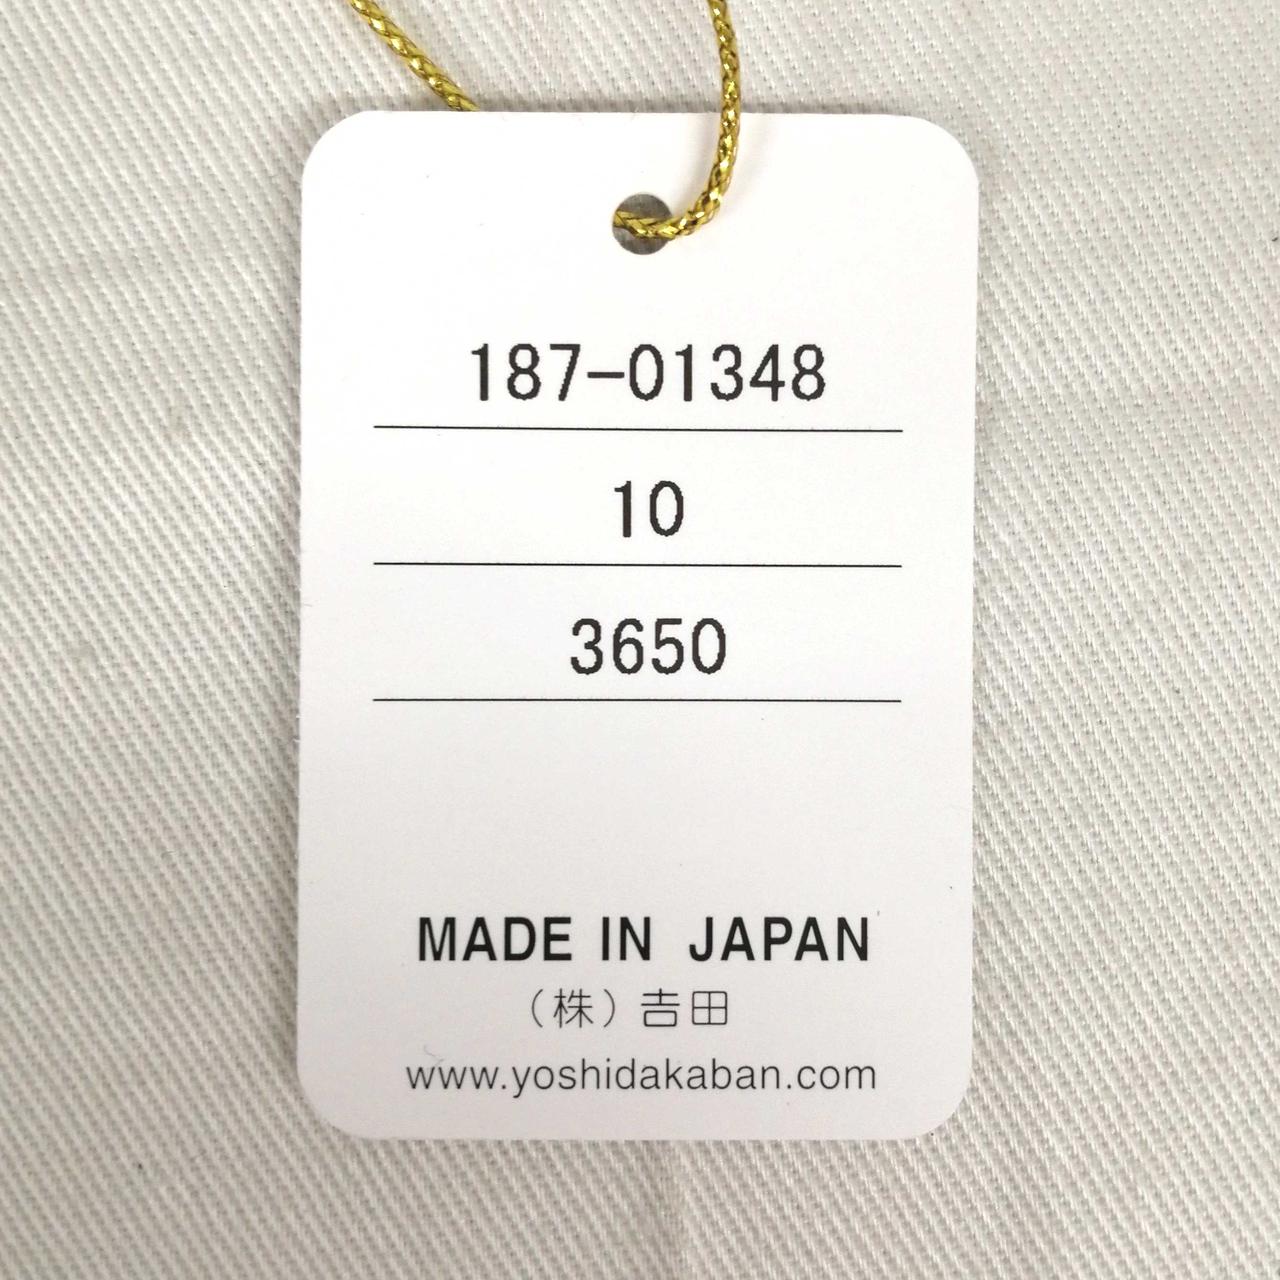 187-01348
10
3650
MADE IN JAPAN
（株）吉田
www.yoshidakaban.com